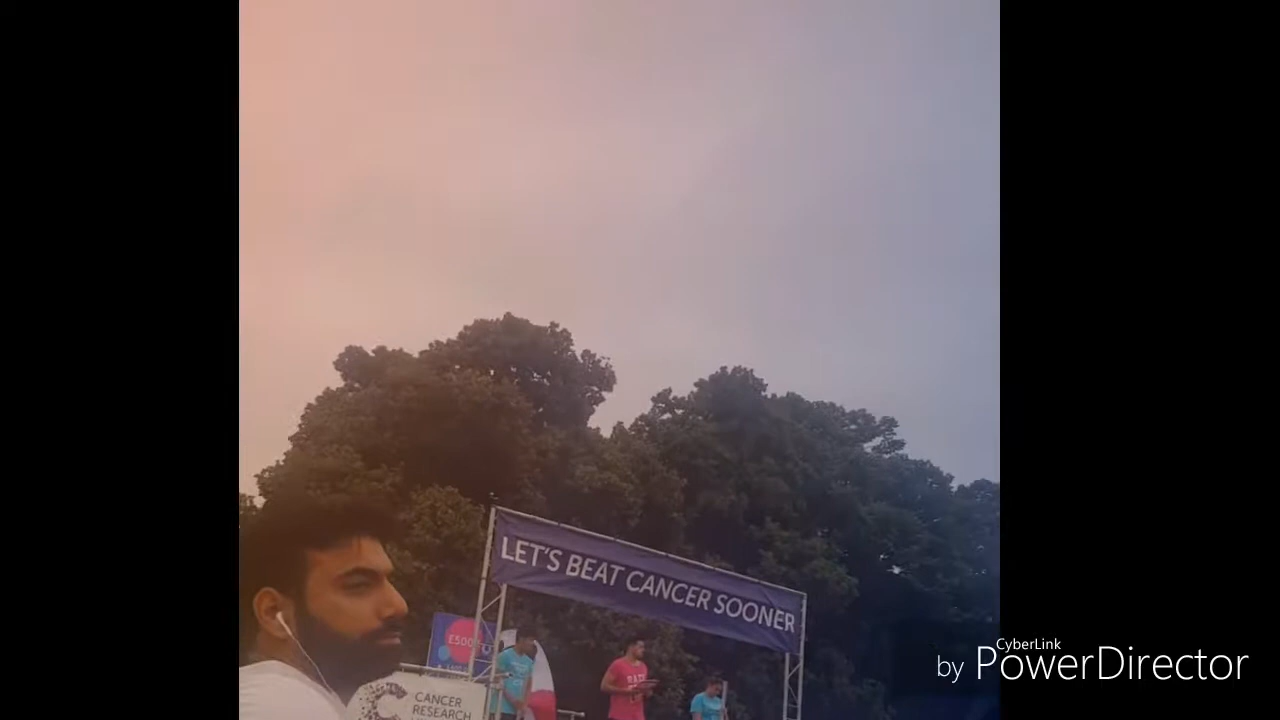 LET'S BEAT CANCER SOONER
£500
CANCER
RESEARCH
CyberLink
by PowerDirector